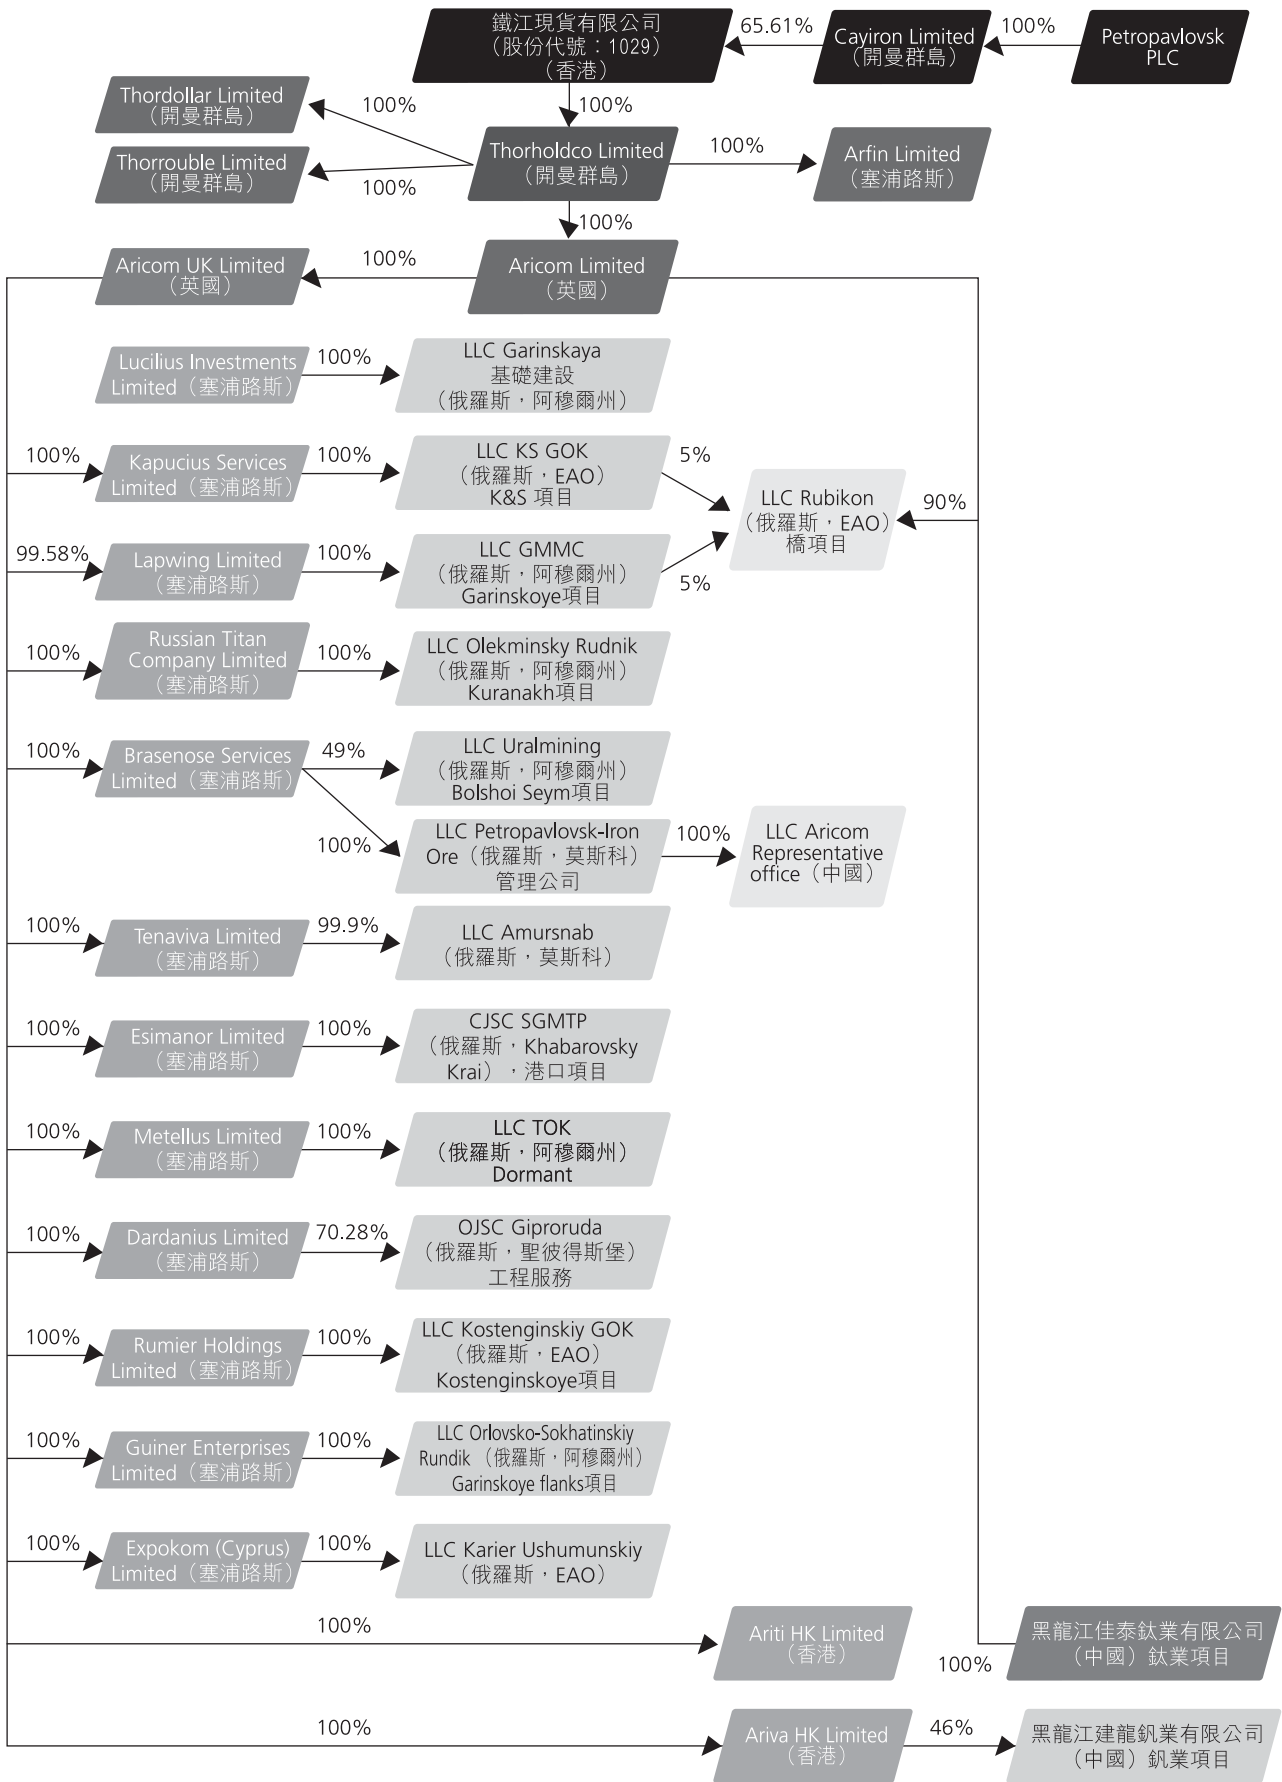 鐵江現貨有限公司
（股份代號：1029）
（香港）
65.61%
Cayiron Limited
（開曼群島）
100%
Petropavlovsk
PLC
Thordollar Limited
（開曼群島）
100%
100%
Thorrouble Limited
（開曼群島）
100%
Thorholdco Limited
（開曼群島）
100%
Arfin Limited
（塞浦路斯）
100%
Aricom UK Limited
（英國）
100%
Aricom Limited
（英國）
Lucilius Investments
Limited（塞浦路斯）
100%
LLC Garinskaya
基礎建設
（俄羅斯，阿穆爾州）
100%
Kapucius Services
Limited（塞浦路斯）
100%
LLC KS GOK
（俄羅斯，EAO）
K&S 項目
5%
LLC Rubikon
（俄羅斯，EAO）
橋項目
90%
99.58%
Lapwing Limited
（塞浦路斯）
100%
LLC GMMC
（俄羅斯，阿穆爾州）
Garinskoye項目
5%
100%
Russian Titan
Company Limited
（塞浦路斯）
100%
LLC Olekminsky Rudnik
（俄羅斯，阿穆爾州）
Kuranakh項目
100%
Brasenose Services
Limited（塞浦路斯）
49%
LLC Uralmining
（俄羅斯，阿穆爾州）
Bolshoi Seym項目
100%
LLC Petropavlovsk-Iron
Ore（俄羅斯，莫斯科）
管理公司
100%
LLC Aricom
Representative
office（中國）
100%
Tenaviva Limited
（塞浦路斯）
99.9%
LLC Amursnab
（俄羅斯，莫斯科）
100%
Esimanor Limited
（塞浦路斯）
100%
CJSC SGMTP
（俄羅斯，Khabarovsky
Krai），港口項目
100%
Metellus Limited
（塞浦路斯）
100%
LLC TOK
（俄羅斯，阿穆爾州）
Dormant
100%
Dardanius Limited
（塞浦路斯）
70.28%
OJSC Giproruda
（俄羅斯，聖彼得斯堡）
工程服務
100%
Rumier Holdings
Limited（塞浦路斯）
100%
LLC Kostenginskiy GOK
（俄羅斯，EAO）
Kostenginskoye項目
100%
Guiner Enterprises
Limited（塞浦路斯）
100%
LLC Orlovsko-Sokhatinskiy
Rundik （俄羅斯，阿穆爾州）
Garinskoye flanks項目
100%
Expokom (Cyprus)
Limited（塞浦路斯）
100%
LLC Karier Ushumunskiy
（俄羅斯，EAO）
100%
Ariti HK Limited
（香港）
100%
黑龍江佳泰鈦業有限公司
（中國）鈦業項目
100%
Ariva HK Limited
（香港）
46%
黑龍江建龍釩業有限公司
（中國）釩業項目